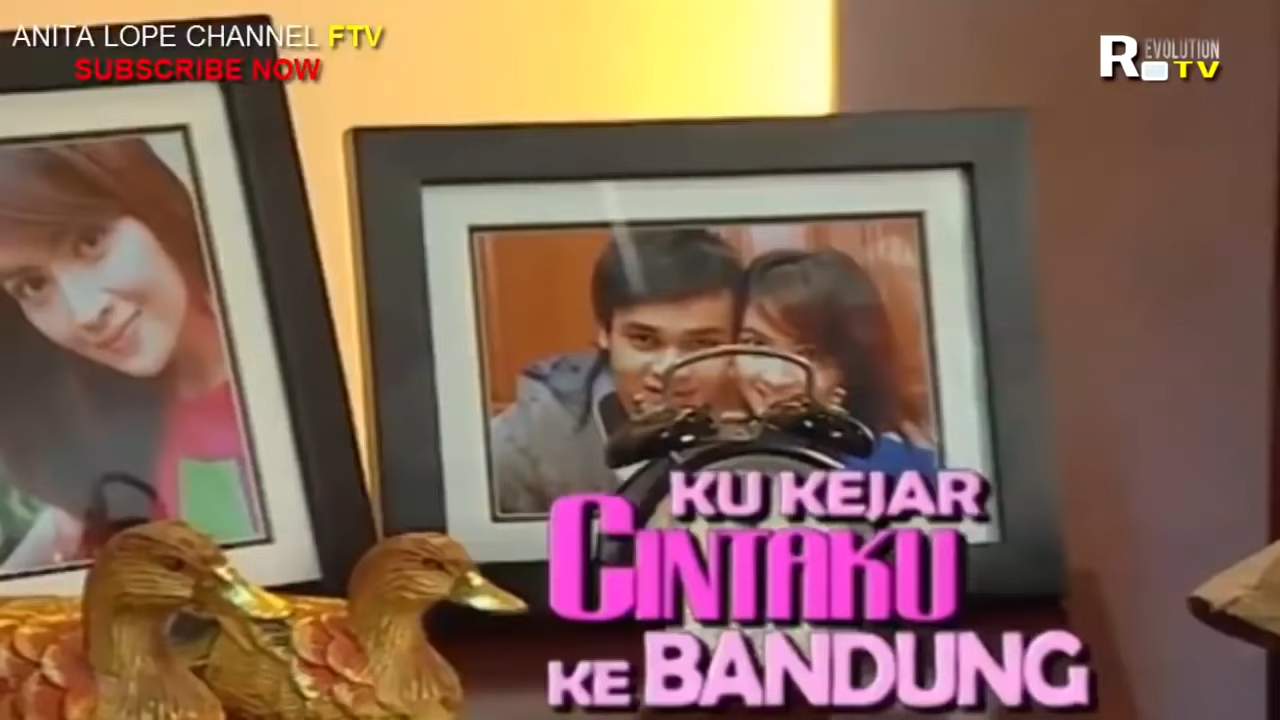 ANITA LOPE CHANNEL FTV
SUBSCRIBE NOW
REVOLUTION
TV
KU KEJAR
CINTAKU
KE BANDUNG